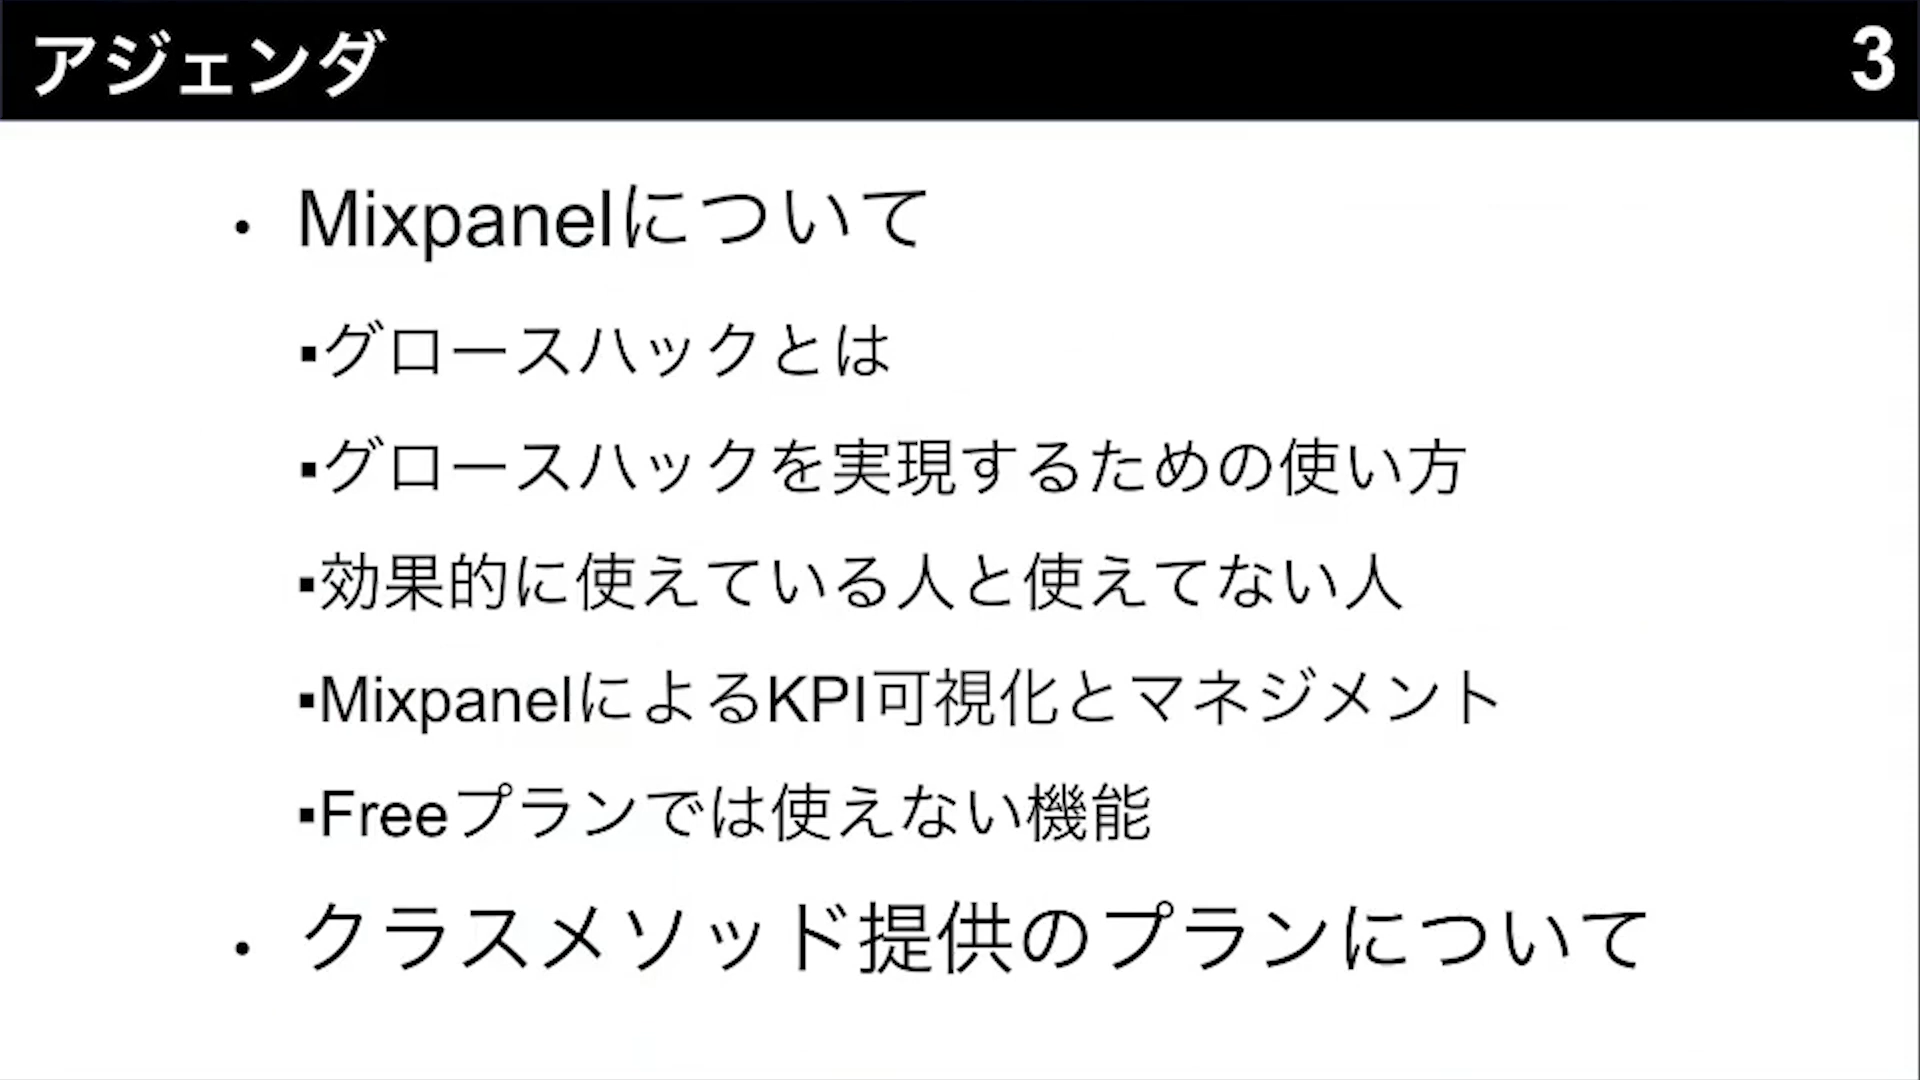 アジェンダ 3
• Mixpanelについて
▪グロースハックとは
▪グロースハックを実現するための使い方
▪効果的に使えている人と使えてない人
▪MixpanelによるKPI可視化とマネジメント
▪Freeプランでは使えない機能
• クラスメソッド提供のプランについて